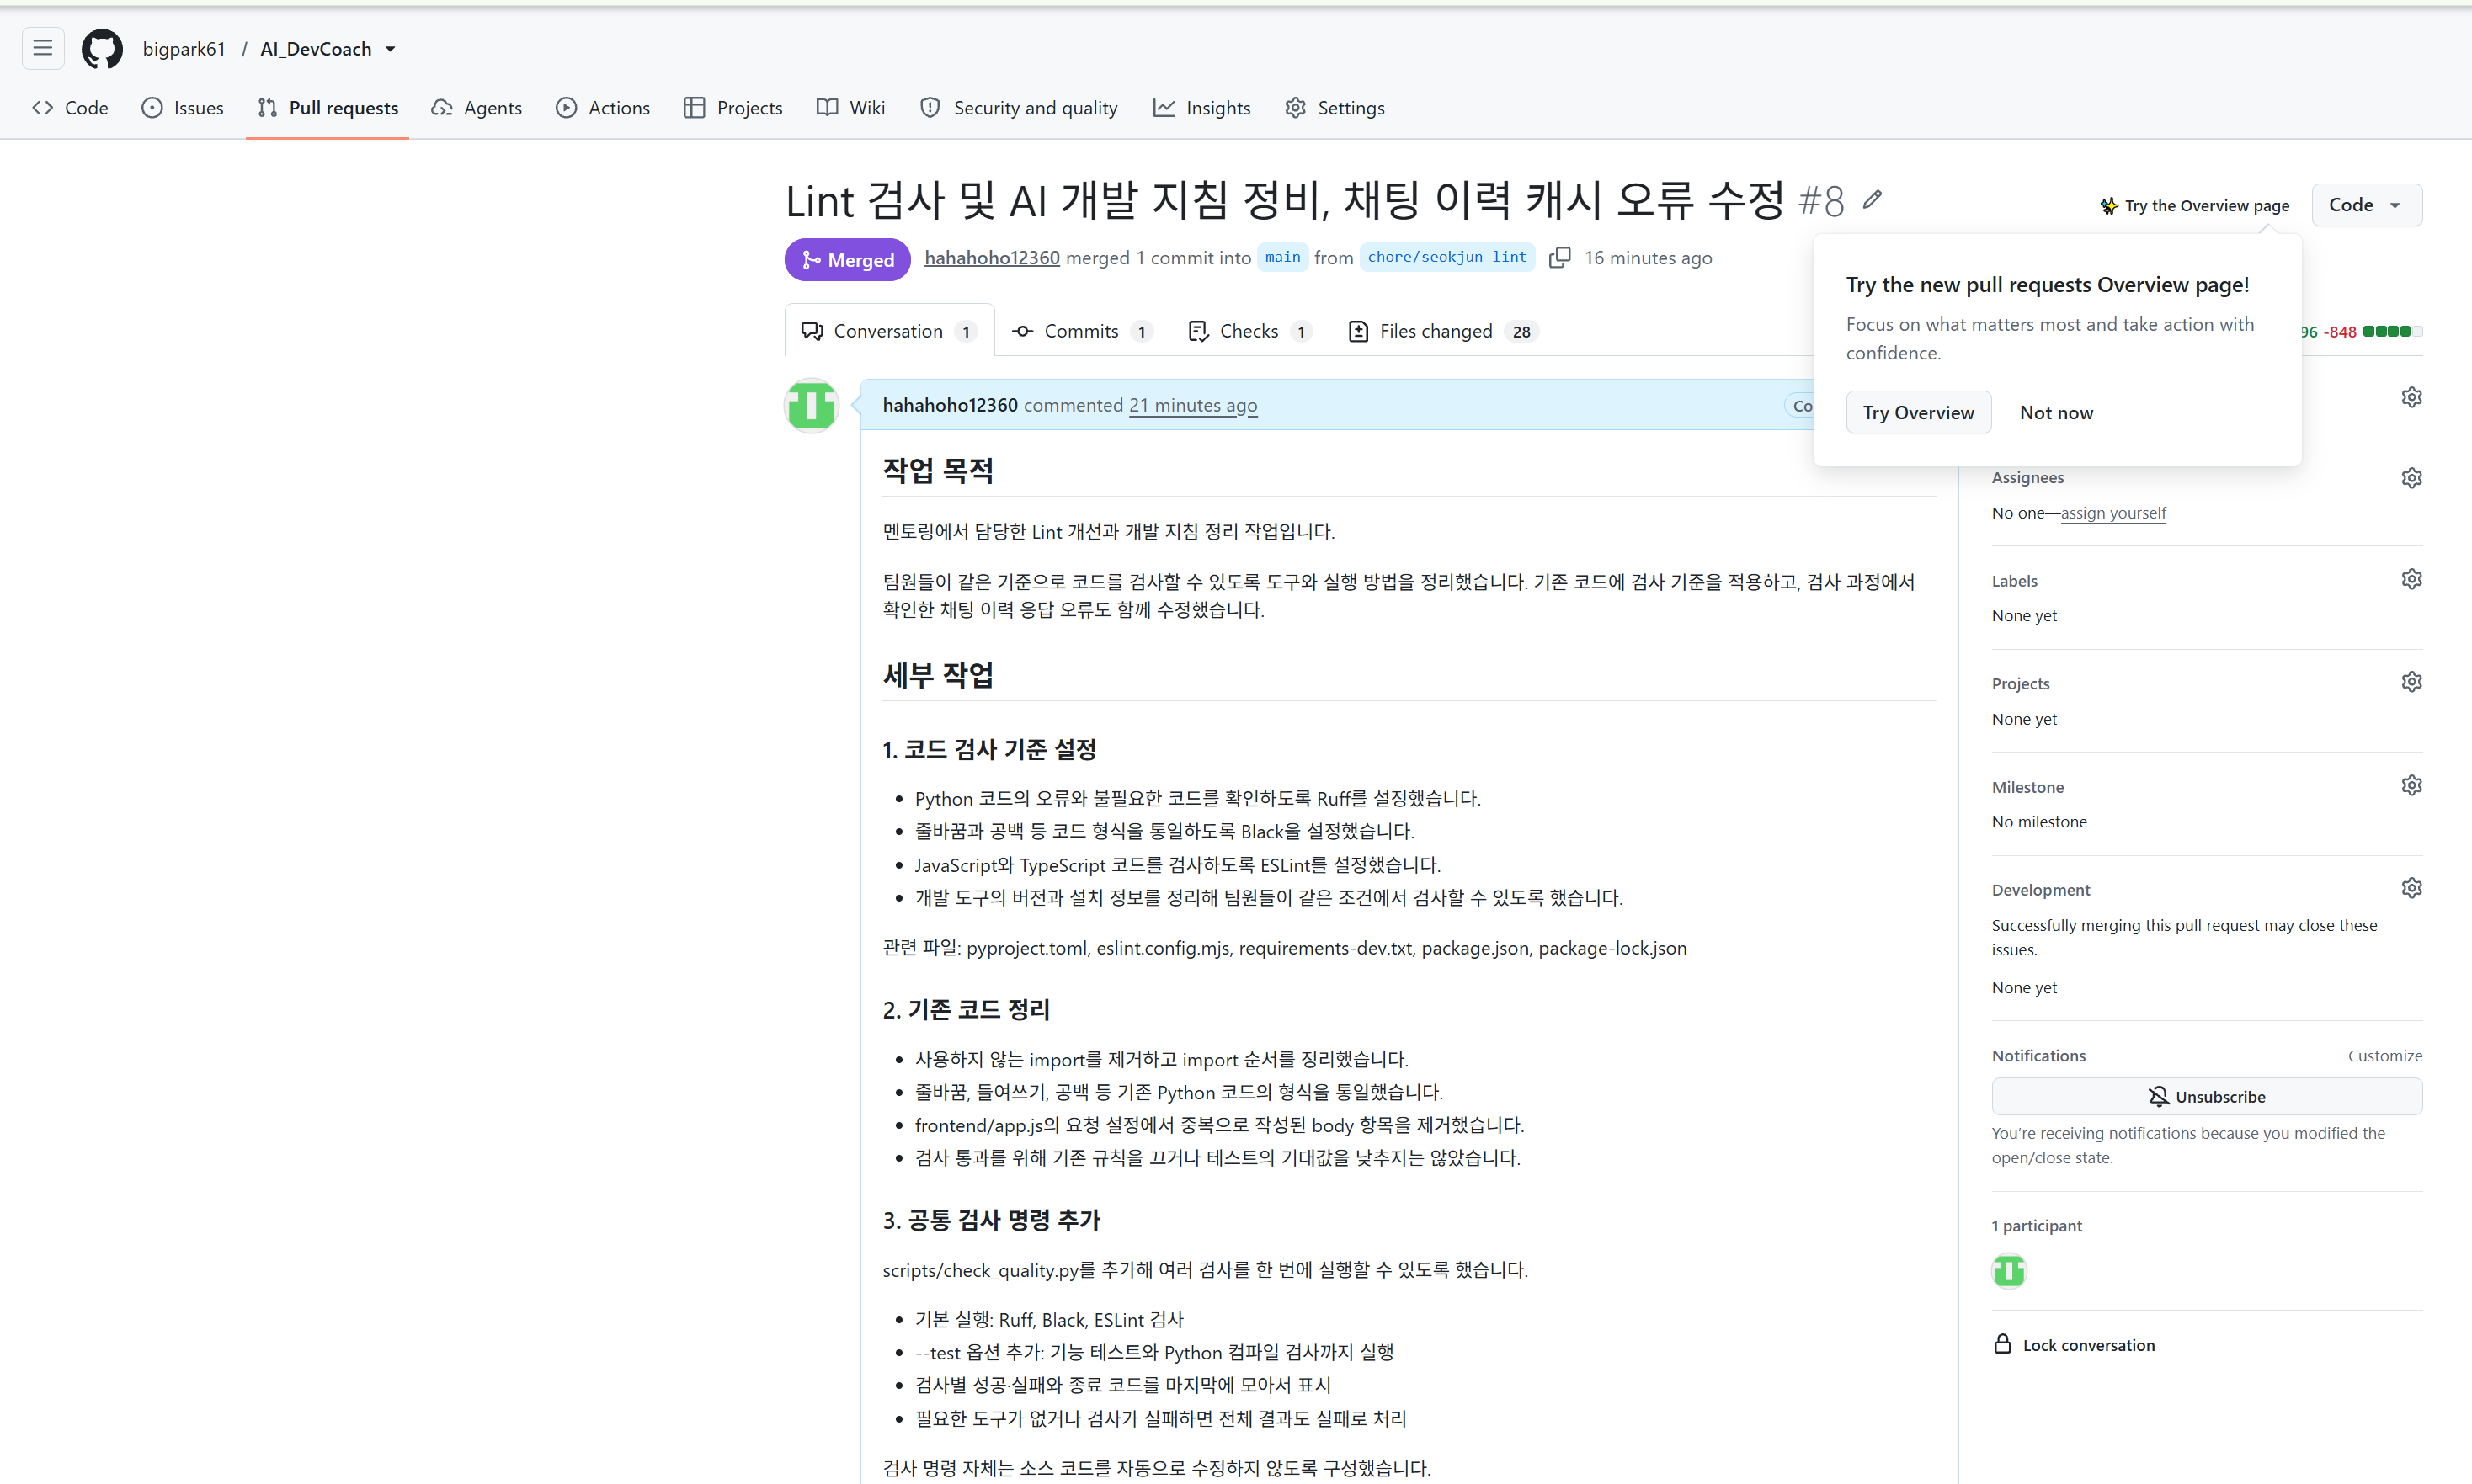 bigpark61 / AI_DevCoach
Code Issues Pull requests Agents Actions Projects Wiki Security and quality Insights Settings
Lint 검사 및 AI 개발 지침 정비, 채팅 이력 캐시 오류 수정 #8
Try the Overview page
Code
Merged
hahahoho12360 merged 1 commit into main from chore/seokjun-lint 16 minutes ago
Try the new pull requests Overview page!
Focus on what matters most and take action with
confidence.
Try Overview Not now
Conversation 1 Commits 1 Checks 1 Files changed 28
96 -848
hahahoho12360 commented 21 minutes ago
Co
작업 목적
멘토링에서 담당한 Lint 개선과 개발 지침 정리 작업입니다.
팀원들이 같은 기준으로 코드를 검사할 수 있도록 도구와 실행 방법을 정리했습니다. 기존 코드에 검사 기준을 적용하고, 검사 과정에서
확인한 채팅 이력 응답 오류도 함께 수정했습니다.
세부 작업
1. 코드 검사 기준 설정
Python 코드의 오류와 불필요한 코드를 확인하도록 Ruff를 설정했습니다.
줄바꿈과 공백 등 코드 형식을 통일하도록 Black을 설정했습니다.
JavaScript와 TypeScript 코드를 검사하도록 ESLint를 설정했습니다.
개발 도구의 버전과 설치 정보를 정리해 팀원들이 같은 조건에서 검사할 수 있도록 했습니다.
관련 파일: pyproject.toml, eslint.config.mjs, requirements-dev.txt, package.json, package-lock.json
2. 기존 코드 정리
사용하지 않는 import를 제거하고 import 순서를 정리했습니다.
줄바꿈, 들여쓰기, 공백 등 기존 Python 코드의 형식을 통일했습니다.
frontend/app.js의 요청 설정에서 중복으로 작성된 body 항목을 제거했습니다.
검사 통과를 위해 기존 규칙을 끄거나 테스트의 기대값을 낮추지는 않았습니다.
3. 공통 검사 명령 추가
scripts/check_quality.py를 추가해 여러 검사를 한 번에 실행할 수 있도록 했습니다.
기본 실행: Ruff, Black, ESLint 검사
--test 옵션 추가: 기능 테스트와 Python 컴파일 검사까지 실행
검사별 성공·실패와 종료 코드를 마지막에 모아서 표시
필요한 도구가 없거나 검사가 실패하면 전체 결과도 실패로 처리
검사 명령 자체는 소스 코드를 자동으로 수정하지 않도록 구성했습니다.
Assignees
No one—assign yourself
Labels
None yet
Projects
None yet
Milestone
No milestone
Development
Successfully merging this pull request may close these
issues.
None yet
Notifications Customize
Unsubscribe
You're receiving notifications because you modified the
open/close state.
1 participant
Lock conversation